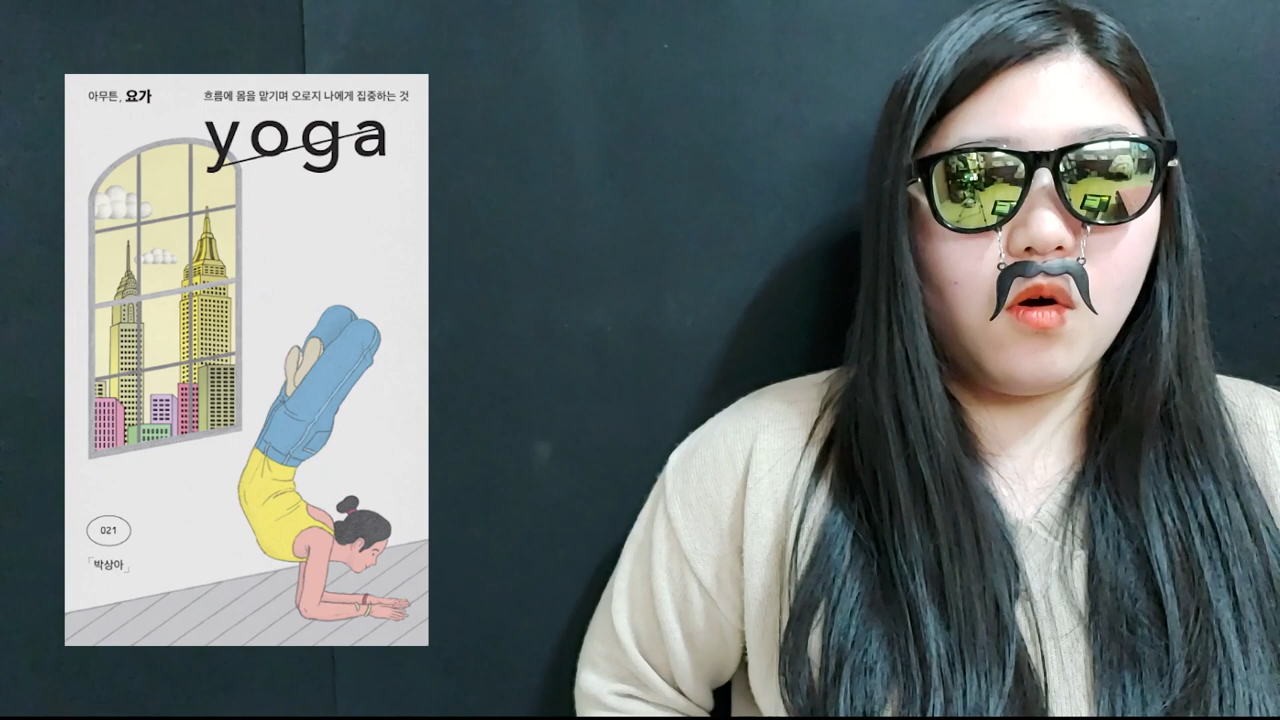 아무튼, 요가
흐름에 몸을 맡기며 오로지 나에게 집중하는 것
yoga
021
「박상아」